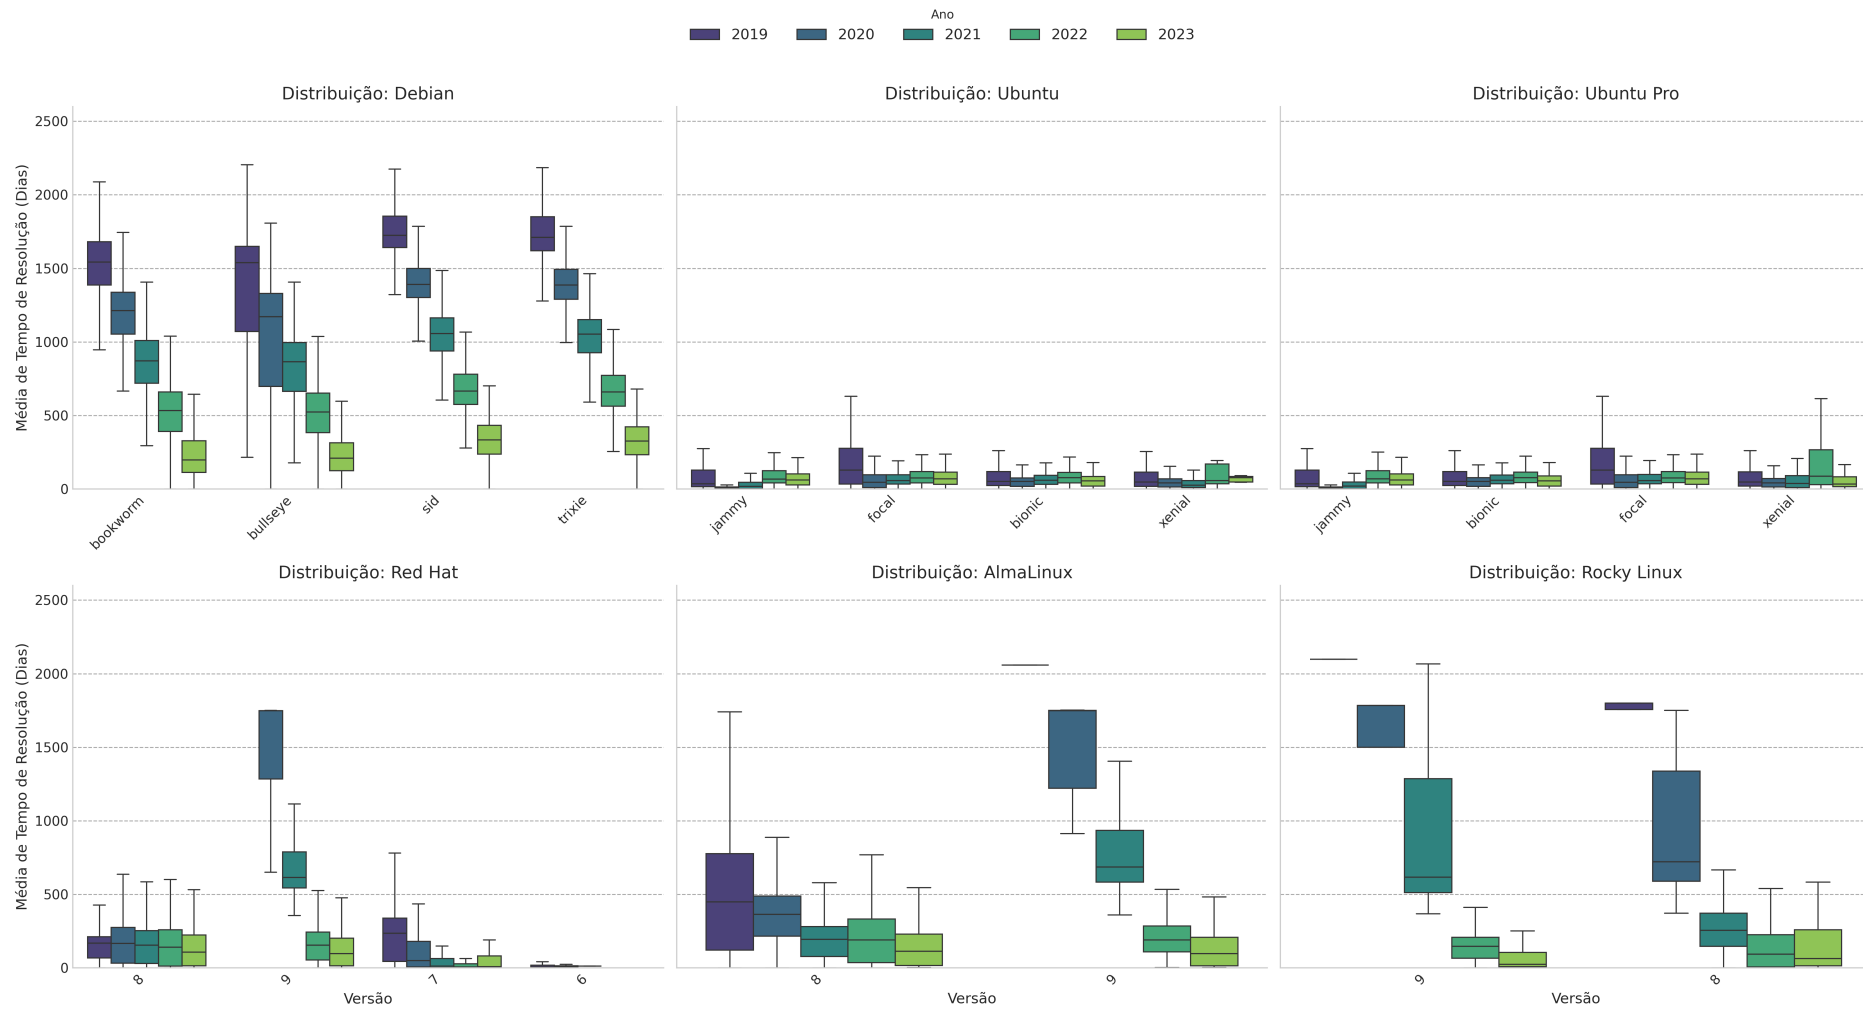 Ano
2019 2020 2021 2022 2023
Distribuição: Debian
Distribuição: Ubuntu
Distribuição: Ubuntu Pro
Média de Tempo de Resolução (Dias)
2500
2000
1500
1000
500
0
bookworm bullseye sid trixie
jammy focal bionic xenial
jammy bionic focal xenial
Distribuição: Red Hat
Distribuição: AlmaLinux
Distribuição: Rocky Linux
Média de Tempo de Resolução (Dias)
2500
2000
1500
1000
500
0
8 9 7 6
8 9
9 8
Versão
Versão
Versão